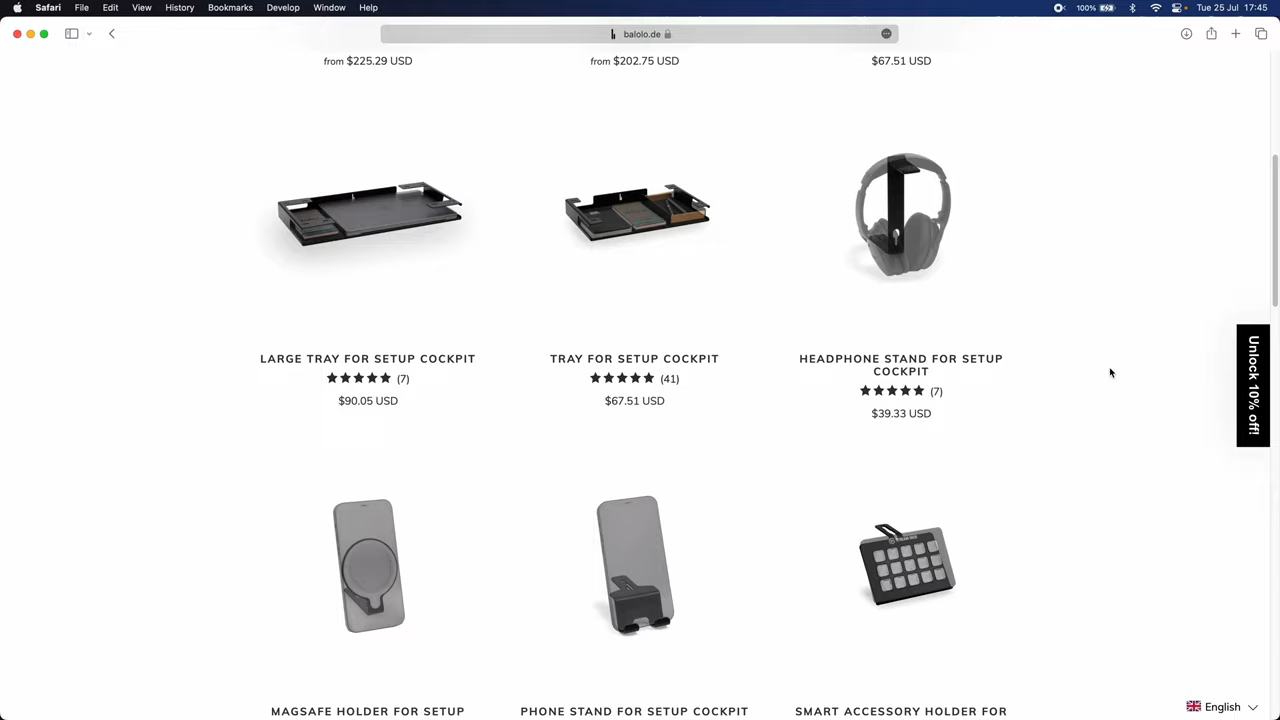 Safari File Edit View History Bookmarks Develop Window Help 100% Tue 25 Jul 17:45
balolo.de
from $225.29 USD
from $202.75 USD
$67.51 USD
LARGE TRAY FOR SETUP COCKPIT
(7)
$90.05 USD
TRAY FOR SETUP COCKPIT
(41)
$67.51 USD
HEADPHONE STAND FOR SETUP
COCKPIT
(7)
$39.33 USD
Unlock 10% off!
STREAM DECK
MAGSAFE HOLDER FOR SETUP
PHONE STAND FOR SETUP COCKPIT
SMART ACCESSORY HOLDER FOR
English